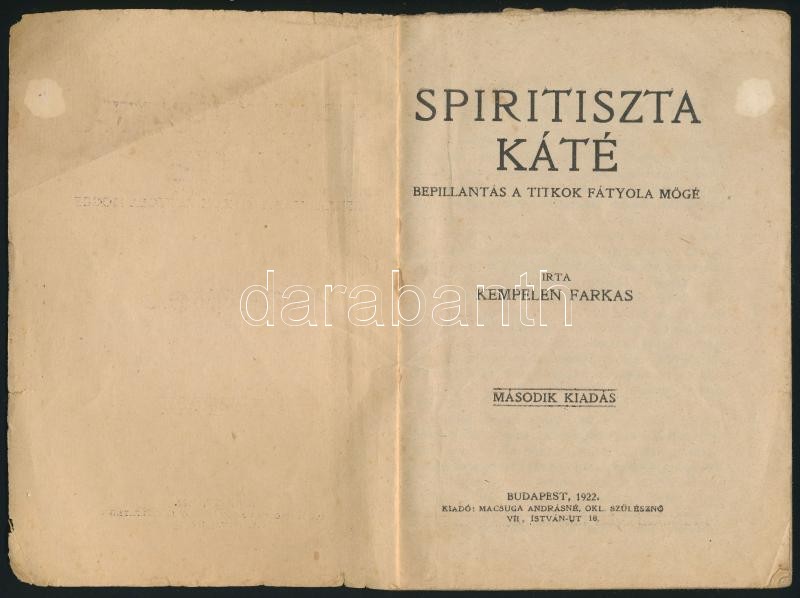 SPIRITISZTA
KÁTÉ
BEPILLANTÁS A TITKOK FÁTYOLA MÖGÉ
IRTA
KEMPELEN FARKAS
darabanth
MÁSODIK KIADÁS
BUDAPEST, 1922.
KIADÓ: MACSUGA ANDRÁSNÉ, OKL. SZÜLÉSZNŐ
VII, ISTVÁN-UT 16.